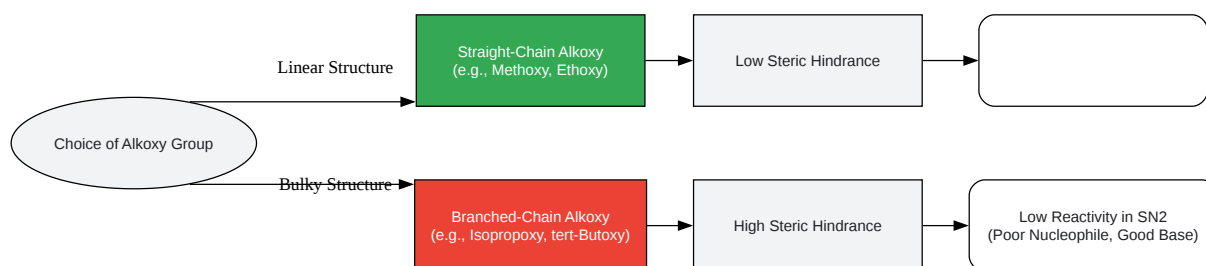 Straight-Chain Alkoxy
(e.g., Methoxy, Ethoxy)
Low Steric Hindrance
Linear Structure
Choice of Alkoxy Group
Bulky Structure
Branched-Chain Alkoxy
(e.g., Isopropoxy, tert-Butoxy)
High Steric Hindrance
Low Reactivity in SN2
(Poor Nucleophile, Good Base)